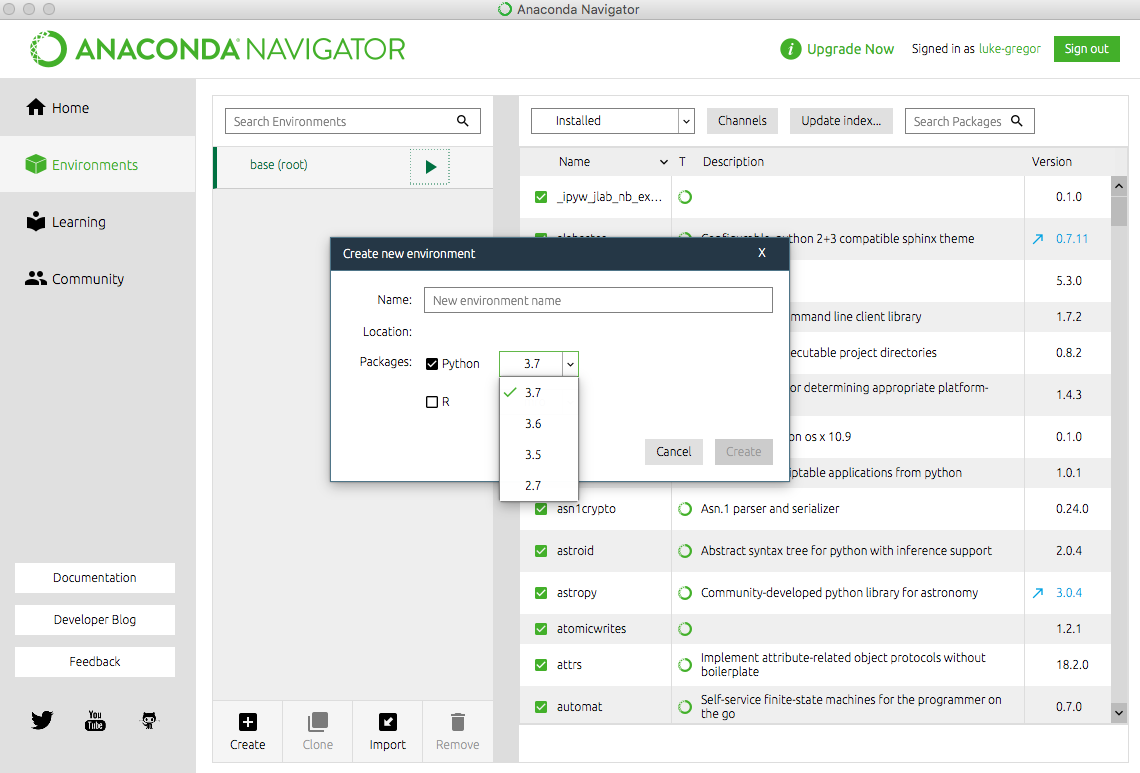 Anaconda Navigator
ANACONDA NAVIGATOR
i Upgrade Now Signed in as luke-gregor Sign out
Home
Environments
Learning
Community
Documentation
Developer Blog
Feedback
You
Tube
Search Environments
base (root)
Create Clone Import Remove
Installed Channels Update index... Search Packages
Name T Description Version
_ipyw_jlab_nb_ex... 0.1.0
thon 2+3 compatible sphinx theme 0.7.11
5.3.0
mmand line client library 1.7.2
ecutable project directories 0.8.2
or determining appropriate platform- 1.4.3
on os x 10.9 0.1.0
iptable applications from python 1.0.1
asn1crypto Asn.1 parser and serializer 0.24.0
astroid Abstract syntax tree for python with inference support 2.0.4
astropy Community-developed python library for astronomy 3.0.4
atomicwrites 1.2.1
attrs Implement attribute-related object protocols without
boilerplate 18.2.0
automat Self-service finite-state machines for the programmer on
the go 0.7.0
Create new environment X
Name: New environment name
Location:
Packages: Python 3.7
R
3.7
3.6
3.5
2.7
Cancel Create